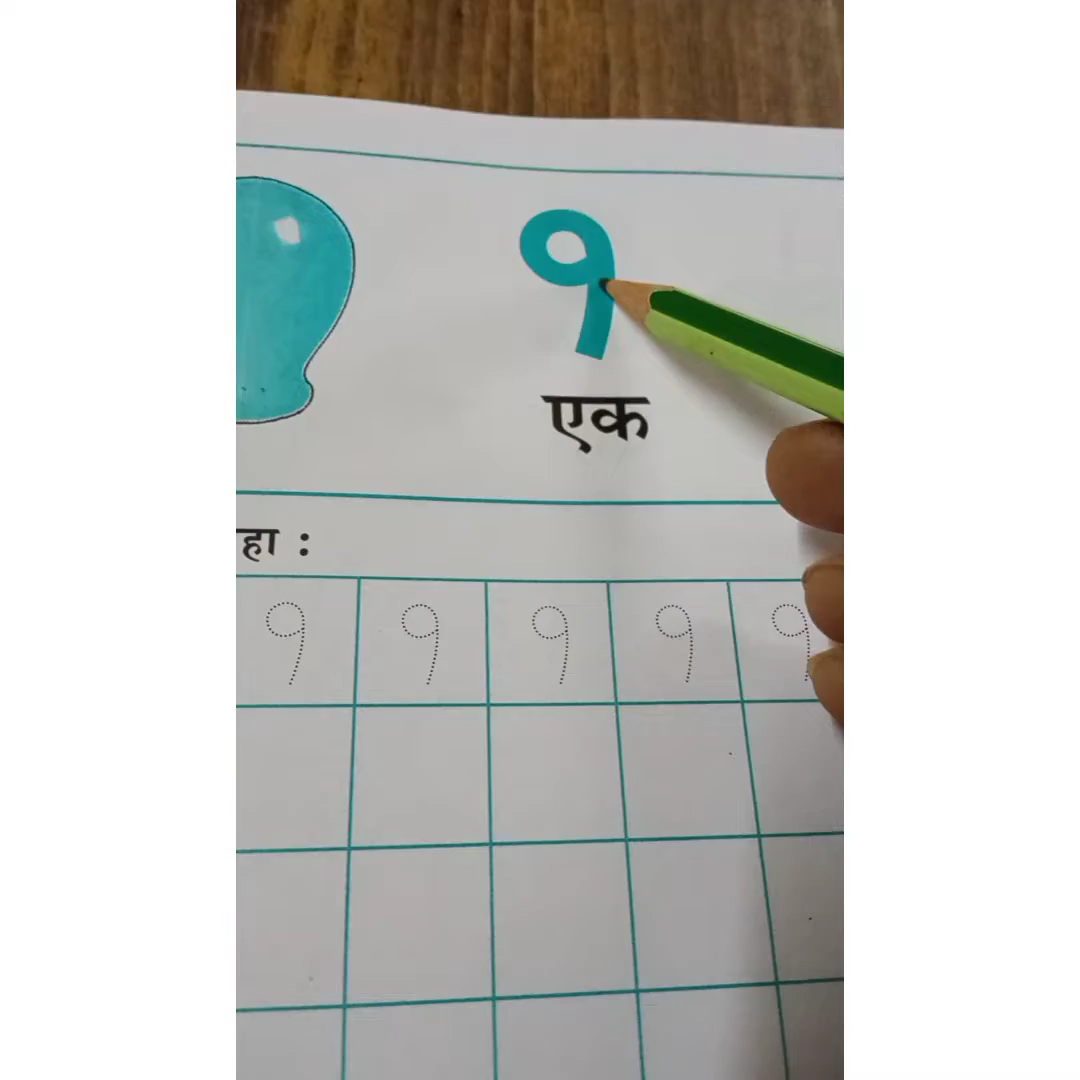 १
एक
हा :
१ १ १ १ १